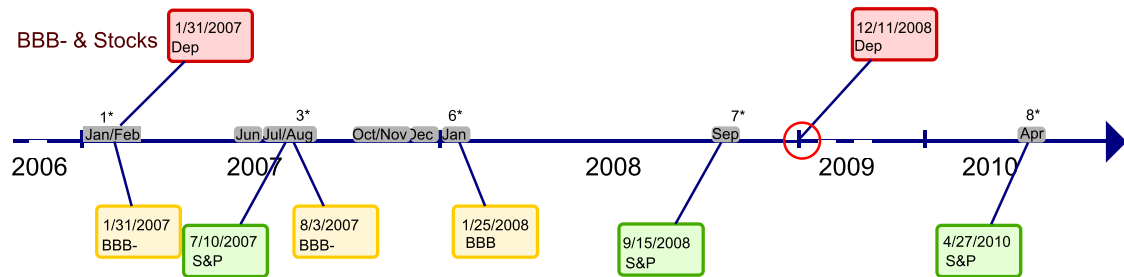 BBB- & Stocks
1/31/2007
Dep
12/11/2008
Dep
1*
3*
6*
7*
8*
Jan/Feb
Jun
Jul/Aug
Oct/Nov
Dec
Jan
Sep
Apr
2006
2007
2008
2009
2010
1/31/2007
BBB-
7/10/2007
S&P
8/3/2007
BBB-
1/25/2008
BBB
9/15/2008
S&P
4/27/2010
S&P